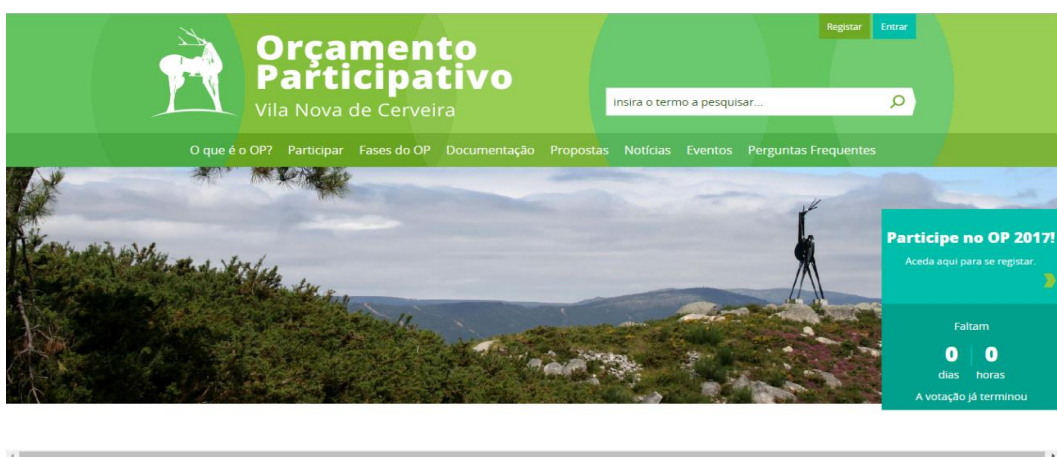 Registar Entrar
Orçamento
Participativo
Vila Nova de Cerveira
insira o termo a pesquisar...
O que é o OP? Participar Fases do OP Documentação Propostas Notícias Eventos Perguntas Frequentes
Participe no OP 2017!
Aceda aqui para se registar.
Faltam
0 0
dias horas
A votação já terminou